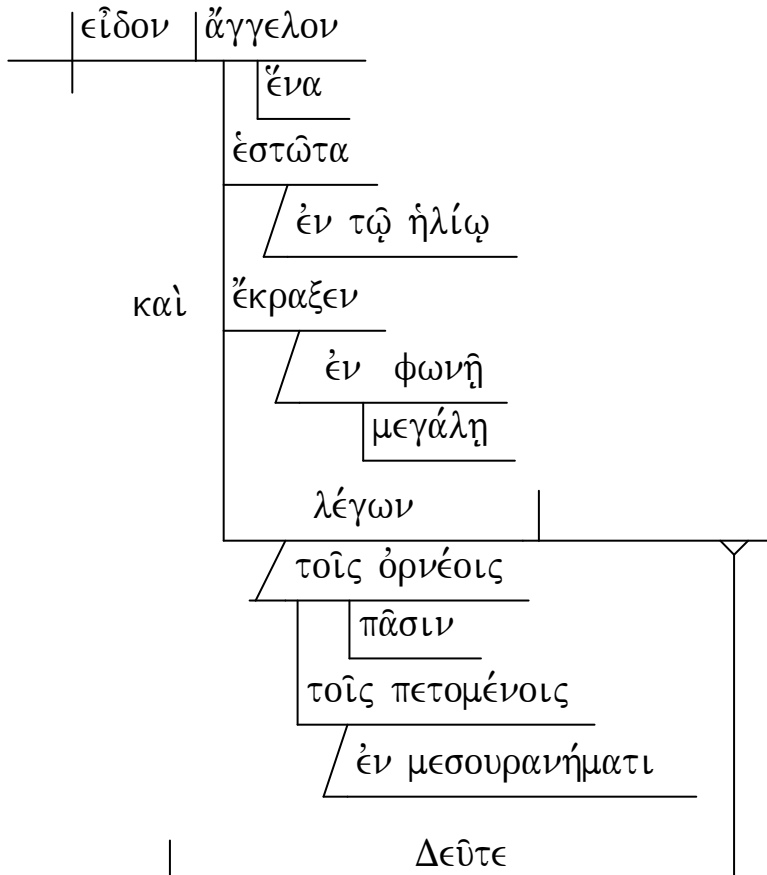 εἶδον ἄγγελον
ἕνα
ἑστῶτα
ἐν τῷ ἡλίῳ
καὶ ἔκραξεν
ἐν φωνῇ
μεγάλῃ
λέγων
τοῖς ὀρνέοις
πᾶσιν
τοῖς πετομένοις
ἐν μεσουρανήματι
Δεῦτε